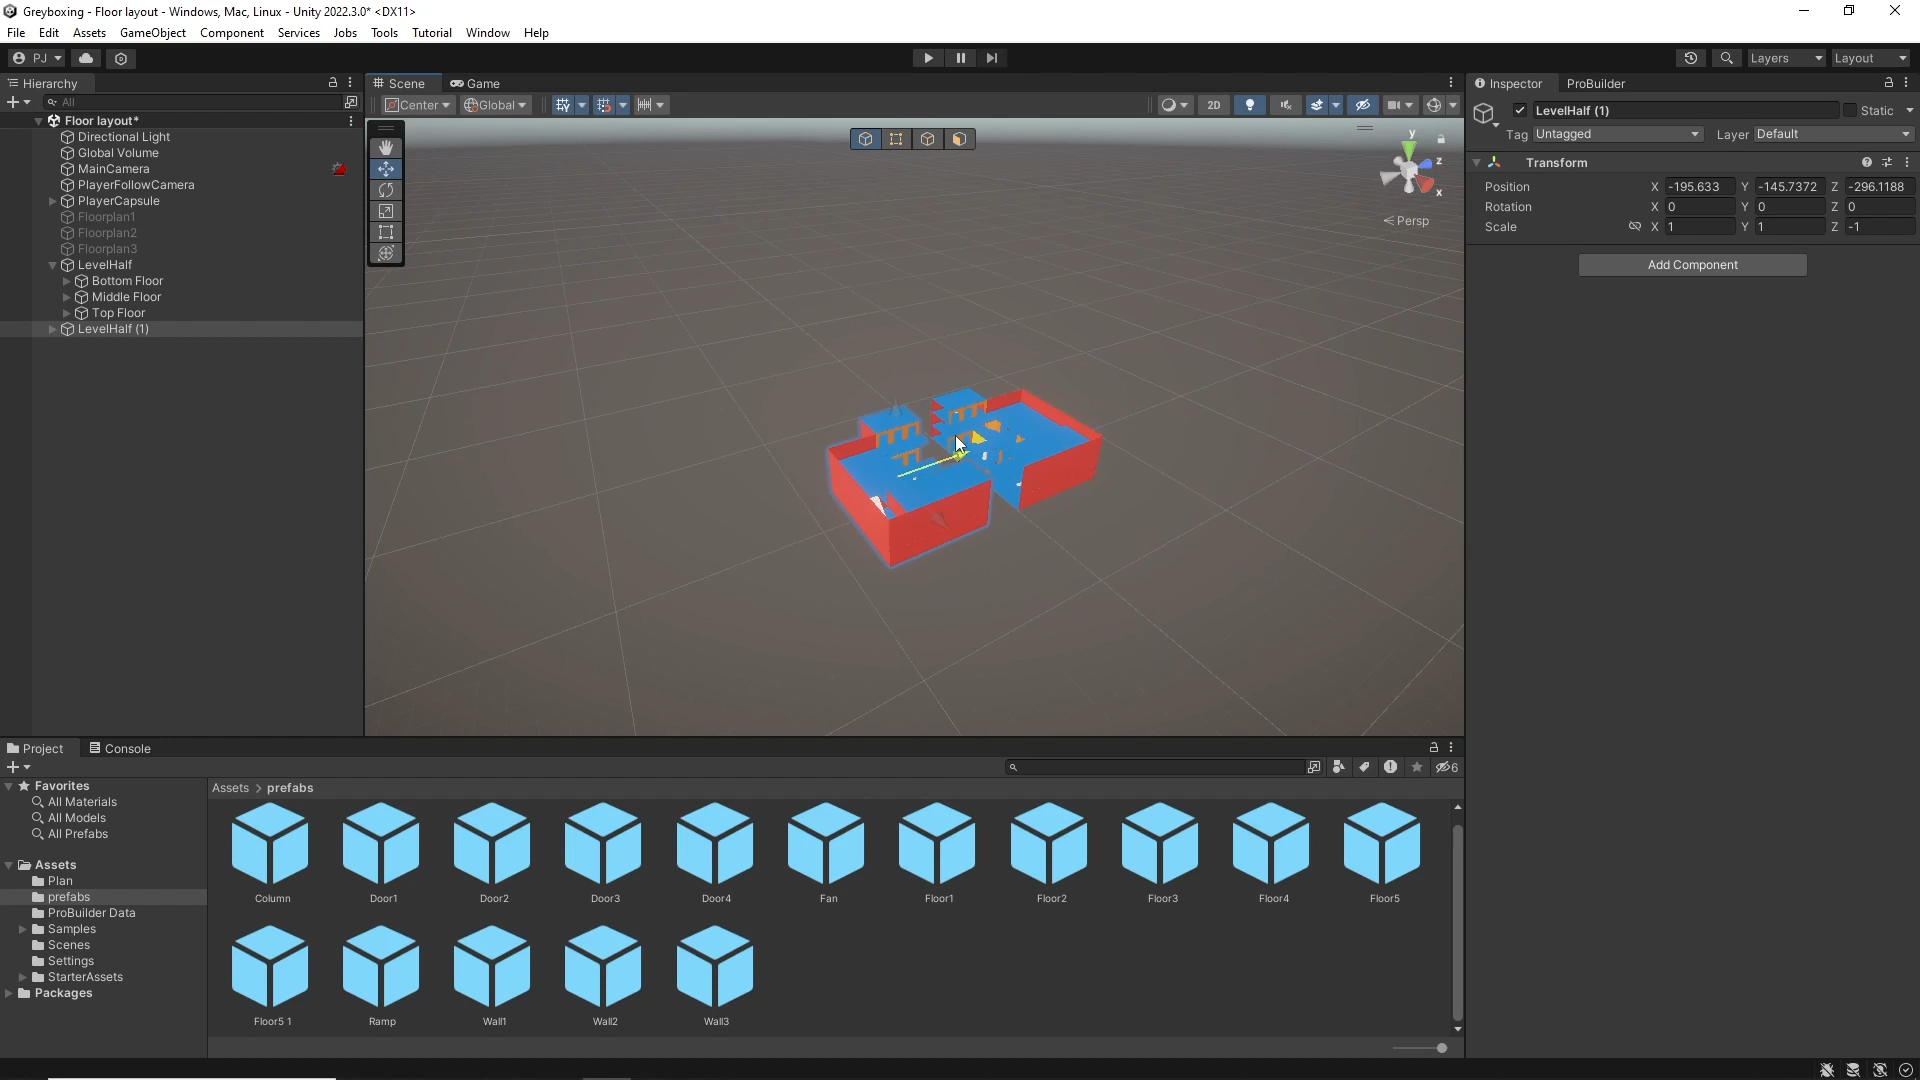 Greyboxing - Floor layout - Windows, Mac, Linux - Unity 2022.3.0* <DX11>
File Edit Assets GameObject Component Services Jobs Tools Tutorial Window Help
PJ
Layers Layout
Hierarchy
All
Floor layout*
Directional Light
Global Volume
MainCamera
PlayerFollowCamera
PlayerCapsule
Floorplan1
Floorplan2
Floorplan3
LevelHalf
Bottom Floor
Middle Floor
Top Floor
LevelHalf (1)
Scene Game
Center Global 2D
y
z
x
Persp
Inspector ProBuilder
LevelHalf (1) Static
Tag Untagged Layer Default
Transform
Position X -195.633 Y -145.7372 Z -296.1188
Rotation X 0 Y 0 Z 0
Scale X 1 Y 1 Z -1
Add Component
Project Console
6
Favorites
All Materials
All Models
All Prefabs
Assets
Plan
prefabs
ProBuilder Data
Samples
Scenes
Settings
StarterAssets
Packages
Assets > prefabs
Column Door1 Door2 Door3 Door4 Fan Floor1 Floor2 Floor3 Floor4 Floor5
Floor5 1 Ramp Wall1 Wall2 Wall3